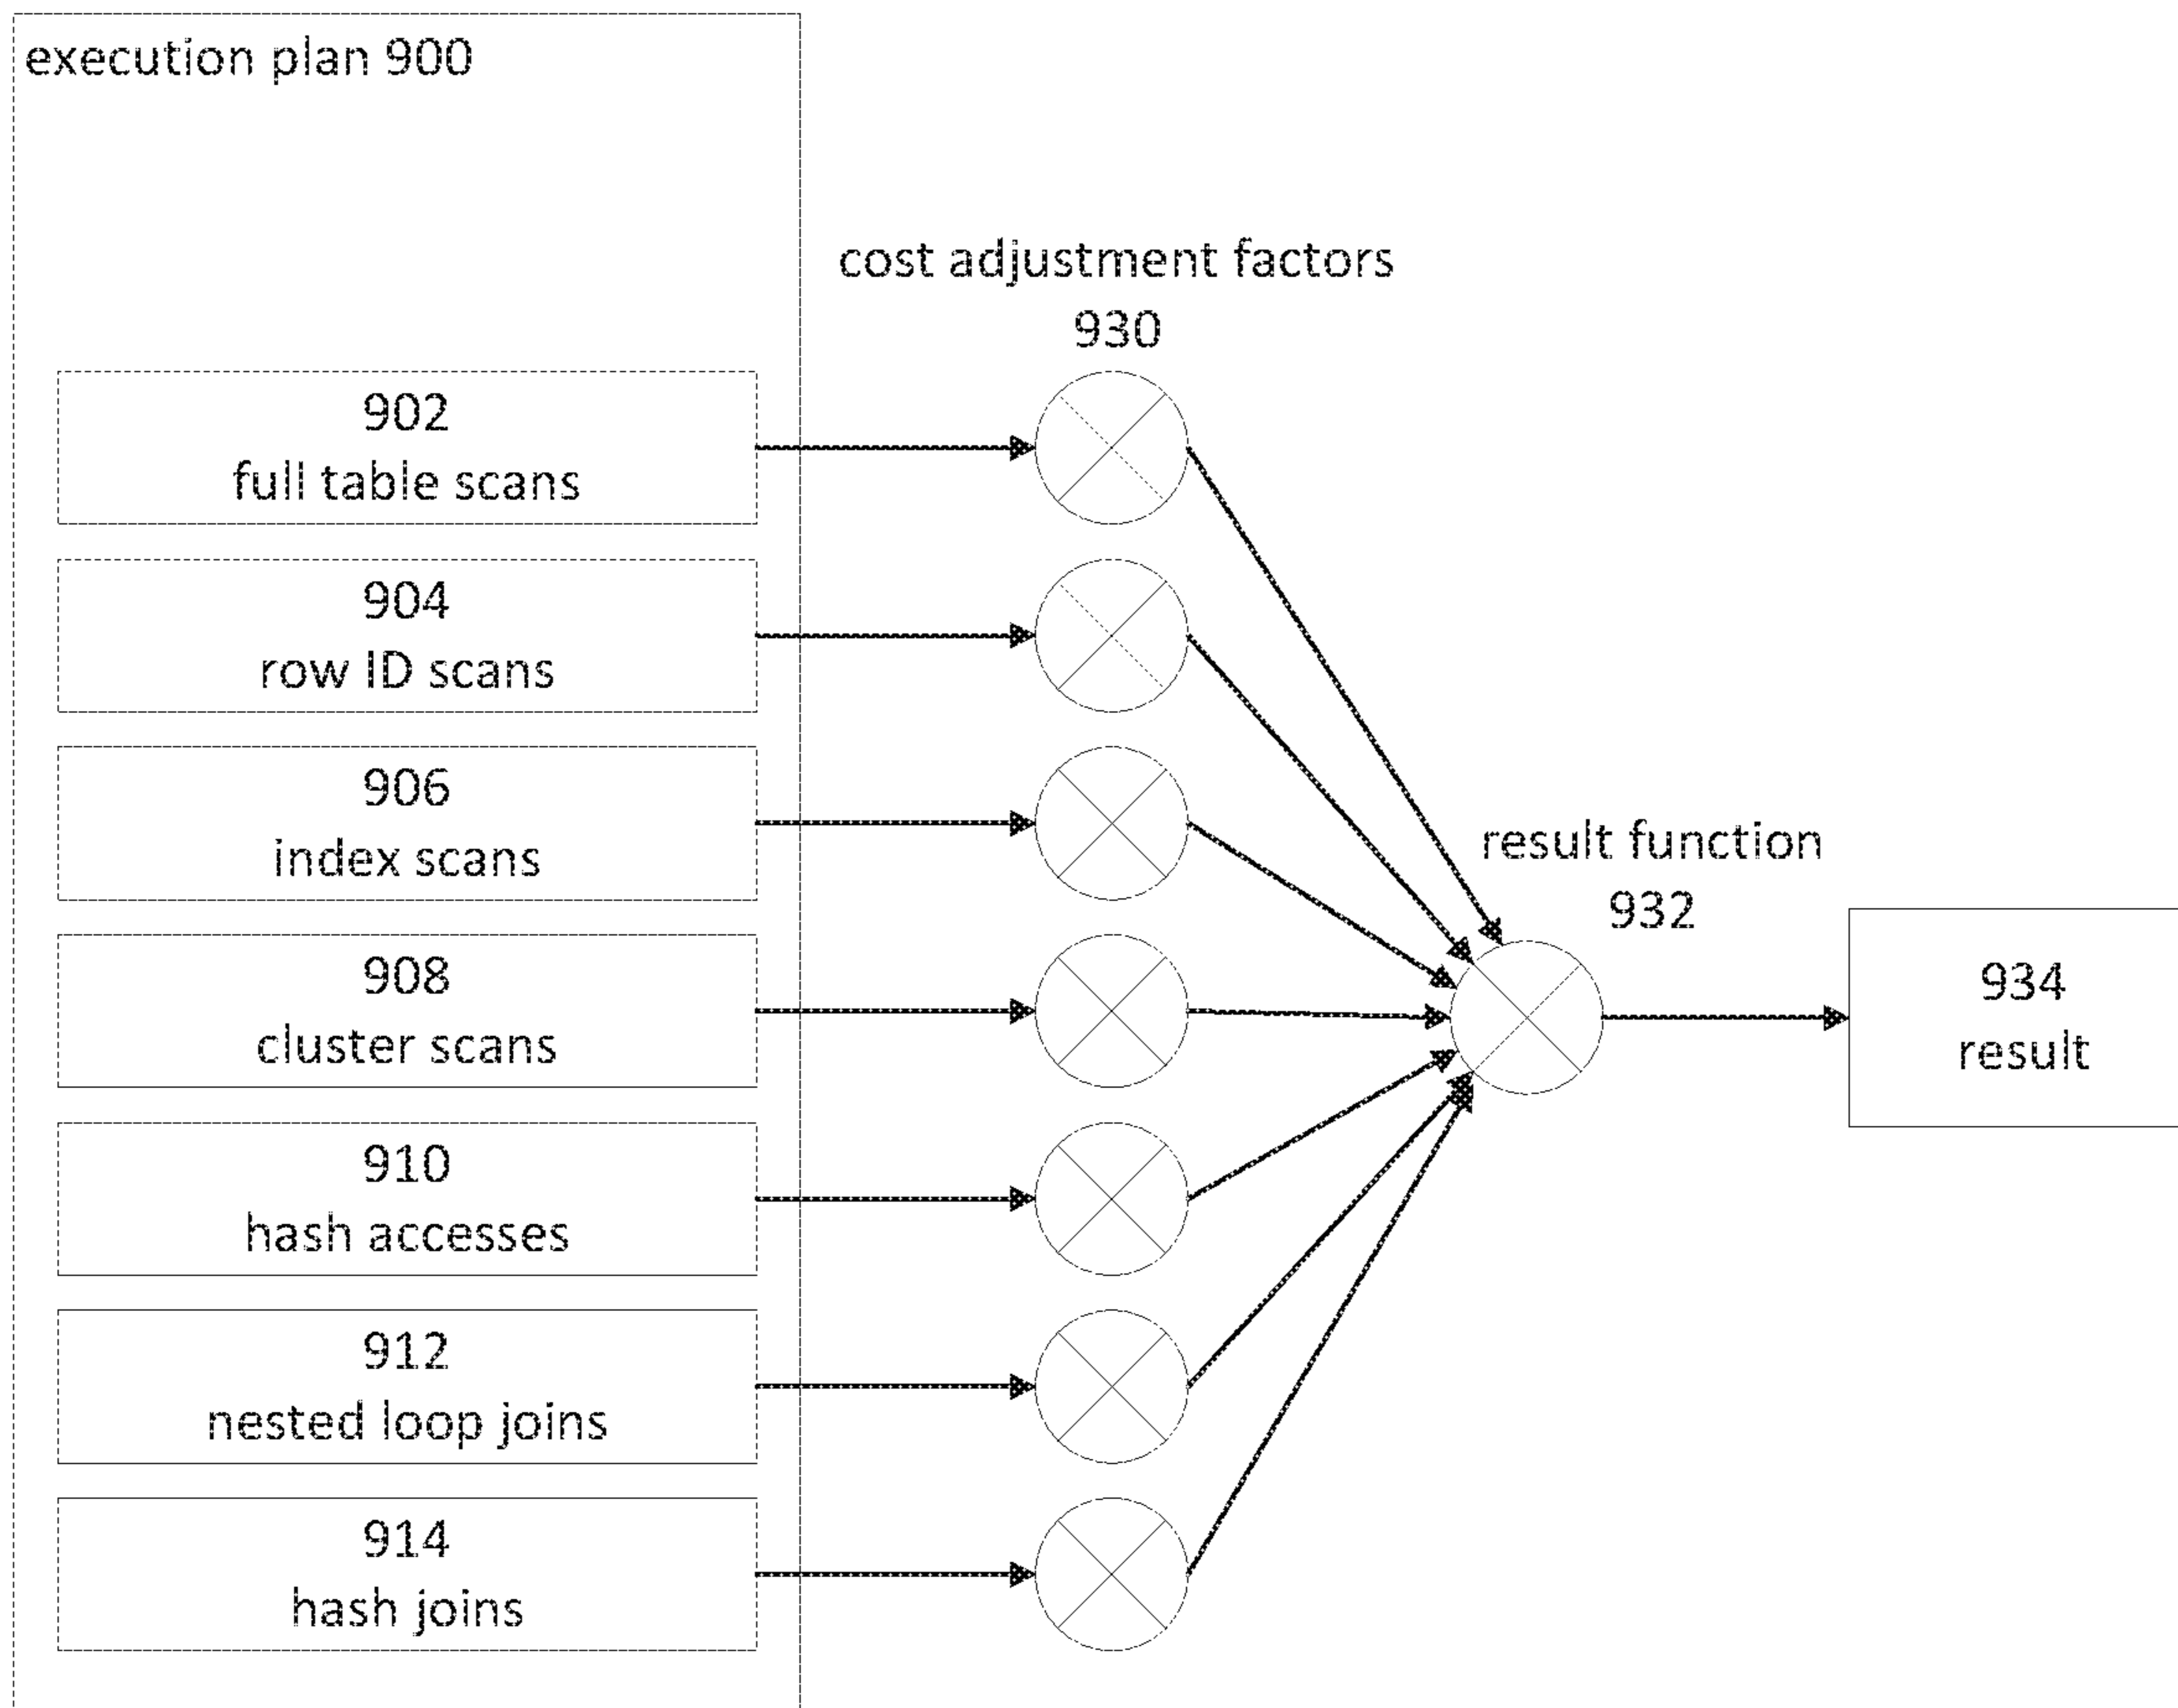 execution plan 900
cost adjustment factors
930
902
full table scans
904
row ID scans
906
index scans
908
cluster scans
910
hash accesses
912
nested loop joins
914
hash joins
result function
932
934
result